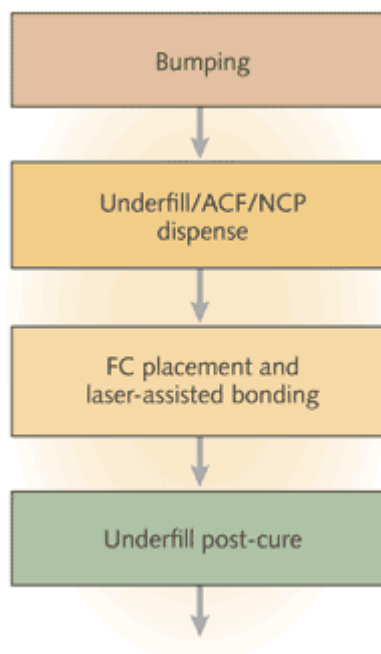 Bumping
Underfill/ACF/NCP
dispense
FC placement and
laser-assisted bonding
Underfill post-cure